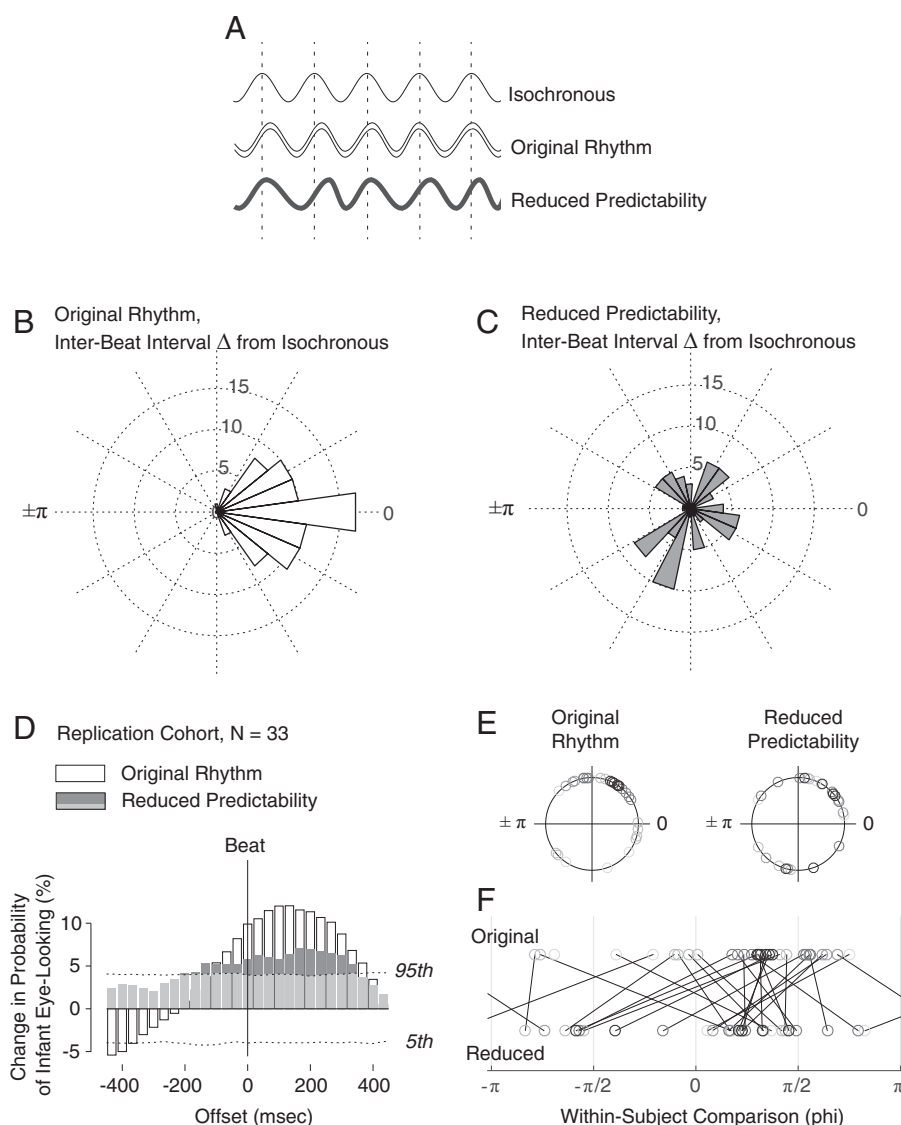 A
Isochronous
Original Rhythm
Reduced Predictability
B
Original Rhythm,
Inter-Beat Interval Δ from Isochronous
15
10
5
±π
0
C
Reduced Predictability,
Inter-Beat Interval Δ from Isochronous
15
10
5
±π
0
D
Replication Cohort, N = 33
Original Rhythm
Reduced Predictability
Beat
Change in Probability
of Infant Eye-Looking (%)
10
5
0
-5
95th
5th
-400
-200
0
200
400
Offset (msec)
E
Original
Rhythm
± π
0
Reduced
Predictability
± π
0
F
Original
Reduced
-π
-π/2
0
π/2
π
Within-Subject Comparison (phi)